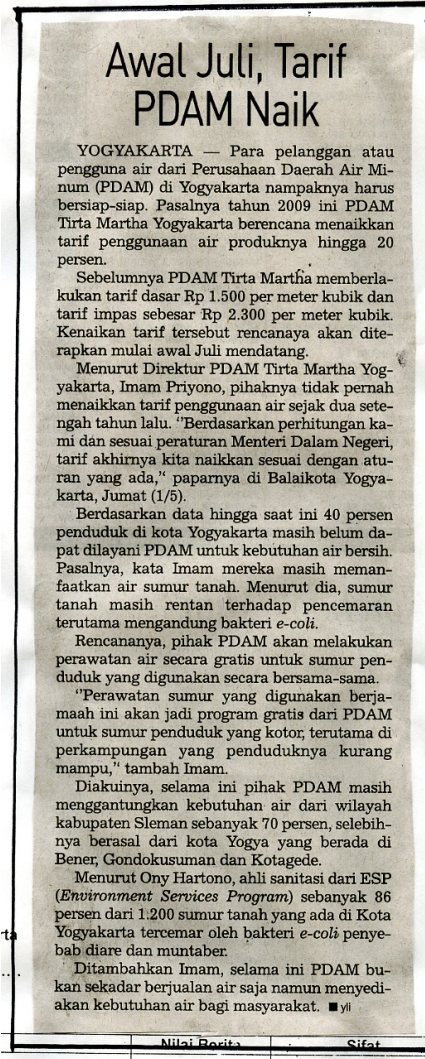 Awal Juli, Tarif
PDAM Naik
YOGYAKARTA — Para pelanggan atau
pengguna air dari Perusahaan Daerah Air Mi-
num (PDAM) di Yogyakarta nampaknya harus
bersiap-siap. Pasalnya tahun 2009 ini PDAM
Tirta Martha Yogyakarta berencana menaikkan
tarif penggunaan air produknya hingga 20
persen.
Sebelumnya PDAM Tirta Martha memberla-
kukan tarif dasar Rp 1.500 per meter kubik dan
tarif impas sebesar Rp 2.300 per meter kubik.
Kenaikan tarif tersebut rencanaya akan dite-
rapkan mulai awal Juli mendatang.
Menurut Direktur PDAM Tirta Martha Yog-
yakarta, Imam Priyono, pihaknya tidak pernah
menaikkan tarif penggunaan air sejak dua sete-
ngah tahun lalu. "Berdasarkan perhitungan ka-
mi dan sesuai peraturan Menteri Dalam Negeri,
tarif akhirnya kita naikkan sesuai dengan atu-
ran yang ada," paparnya di Balaikota Yogya-
karta, Jumat (1/5).
Berdasarkan data hingga saat ini 40 persen
penduduk di kota Yogyakarta masih belum da-
pat dilayani PDAM untuk kebutuhan air bersih.
Pasalnya, kata Imam mereka masih meman-
faatkan air sumur tanah. Menurut dia, sumur
tanah masih rentan terhadap pencemaran
terutama mengandung bakteri e-coli.
Rencananya, pihak PDAM akan melakukan
perawatan air secara gratis untuk sumur pen-
duduk yang digunakan secara bersama-sama.
"Perawatan sumur yang digunakan berja-
maah ini akan jadi program gratis dari PDAM
untuk sumur penduduk yang kotor, terutama di
perkampungan yang penduduknya kurang
mampu," tambah Imam.
Diakuinya, selama ini pihak PDAM masih
menggantungkan kebutuhan air dari wilayah
kabupaten Sleman sebanyak 70 persen, selebih-
nya berasal dari kota Yogya yang berada di
Bener, Gondokusuman dan Kotagede.
Menurut Ony Hartono, ahli sanitasi dari ESP
(Environment Services Program) sebanyak 86
persen dari 1.200 sumur tanah yang ada di Kota
Yogyakarta tercemar oleh bakteri e-coli penye-
bab diare dan muntaber.
Ditambahkan Imam, selama ini PDAM bu-
kan sekadar berjualan air saja namun menyedi-
akan kebutuhan air bagi masyarakat. ■ yli
Nilai Berita
Sifat